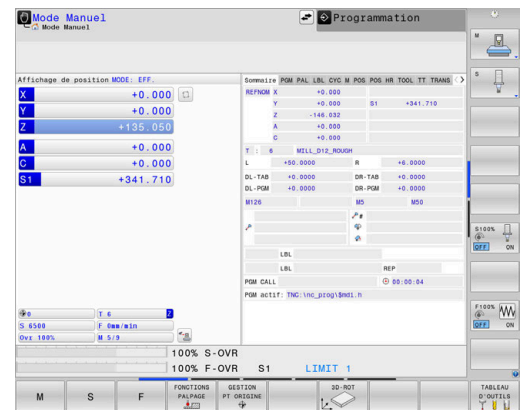 Mode Manuel
Mode Manuel
Programmation
Affichage de position MODE: EFF.
X +0.000
Y +0.000
Z +135.050
A +0.000
C +0.000
S1 +341.710
0 T 6 Z
S 6500 F 0mm/min
Ovr 100% M 5/9
Sommaire PGM PAL LBL CYC M POS POS HR TOOL TT TRANS
REFNOM X +0.000
Y +0.000 S1 +341.710
Z -146.032
A +0.000
C +0.000
T : 6 MILL_D12_ROUGH
L +50.0000 R +6.0000
DL-TAB +0.0000 DR-TAB +0.0000
DL-PGM +0.0000 DR-PGM +0.0000
M126 M5 M50
P#
P
LBL
LBL REP
PGM CALL 00:00:04
PGM actif: TNC:\nc_prog\$mdi.h
100% S-OVR
100% F-OVR S1 LIMIT 1
M
S
S100%
OFF ON
F100%
OFF ON
M
S
F
FONCTIONS PALPAGE
GESTION PT ORIGINE
3D-ROT
TABLEAU D'OUTILS